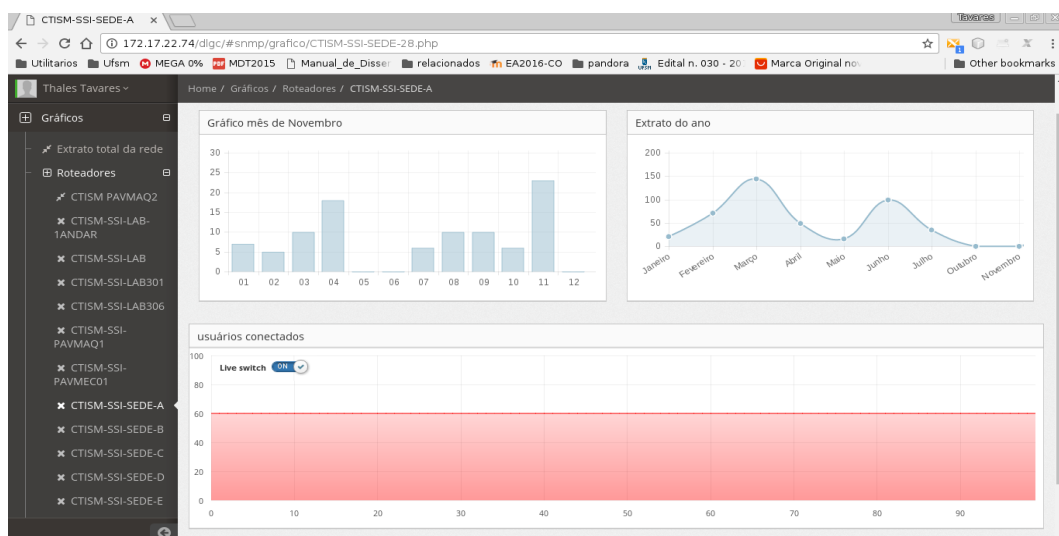 CTISM-SSI-SEDE-A
Tavares
172.17.22.74/dlgc/#snmp/grafico/CTISM-SSI-SEDE-28.php
Utilitarios Ufsm MEGA 0% MDT2015 Manual_de_Disser relacionados EA2016-CO pandora Edital n. 030 - 20 Marca Original nov Other bookmarks
Thales Tavares
Home / Gráficos / Roteadores / CTISM-SSI-SEDE-A
Gráficos
Extrato total da rede
Roteadores
CTISM PAVMAQ2
CTISM-SSI-LAB-
1ANDAR
CTISM-SSI-LAB
CTISM-SSI-LAB301
CTISM-SSI-LAB306
CTISM-SSI-
PAVMAQ1
CTISM-SSI-
PAVMEC01
CTISM-SSI-SEDE-A
CTISM-SSI-SEDE-B
CTISM-SSI-SEDE-C
CTISM-SSI-SEDE-D
CTISM-SSI-SEDE-E
Gráfico mês de Novembro
30
25
20
15
10
5
0
01 02 03 04 05 06 07 08 09 10 11 12
Extrato do ano
200
150
100
50
0
Janeiro Fevereiro Março Abril Maio Junho Julho Outubro Novembro
usuários conectados
Live switch ON
100
80
60
40
20
0
0 10 20 30 40 50 60 70 80 90